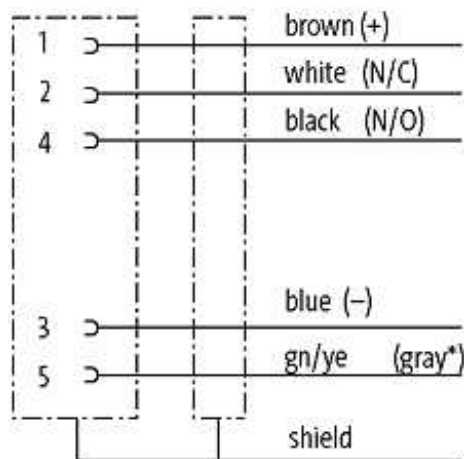 1 brown (+)
2 white (N/C)
4 black (N/O)
3 blue (–)
5 gn/ye (gray*)
shield